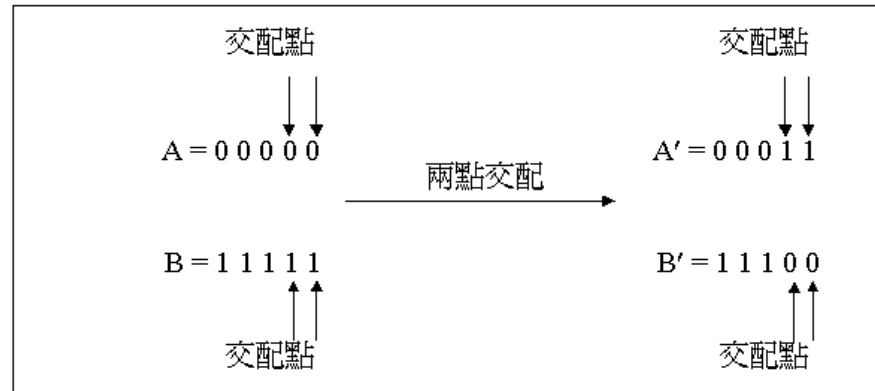 交配點 交配點
A = 0 0 0 0 0 A′ = 0 0 0 1 1
兩點交配
B = 1 1 1 1 1 B′ = 1 1 1 0 0
交配點 交配點